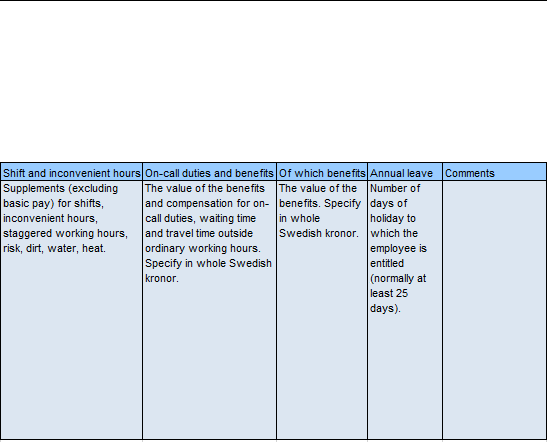 Shift and inconvenient hours
On-call duties and benefits
Of which benefits
Annual leave
Comments
Supplements (excluding
basic pay) for shifts,
inconvenient hours,
staggered working hours,
risk, dirt, water, heat.
The value of the benefits
and compensation for on-
call duties, waiting time
and travel time outside
ordinary working hours.
Specify in whole Swedish
kronor.
The value of the
benefits. Specify
in whole
Swedish kronor.
Number of
days of
holiday to
which the
employee is
entitled
(normally at
least 25
days).